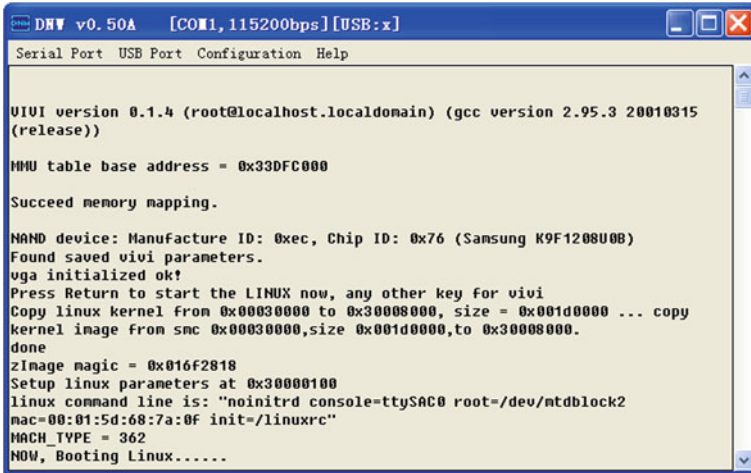 DNW v0.50A [COM1,115200bps][USB:x]
Serial Port USB Port Configuration Help
VIVI version 0.1.4 (root@localhost.localdomain) (gcc version 2.95.3 20010315
(release))
MMU table base address = 0x33DFC000
Succeed memory mapping.
NAND device: Manufacture ID: 0xec, Chip ID: 0x76 (Samsung K9F1208U0B)
Found saved vivi parameters.
vga initialized ok!
Press Return to start the LINUX now, any other key for vivi
Copy linux kernel from 0x00030000 to 0x30008000, size = 0x001d0000 ... copy
kernel image from smc 0x00030000,size 0x001d0000,to 0x30008000.
done
zImage magic = 0x016f2818
Setup linux parameters at 0x30000100
linux command line is: "noinitrd console=ttySAC0 root=/dev/mtdblock2
mac=00:01:5d:68:7a:0f init=/linuxrc"
MACH_TYPE = 362
NOW, Booting Linux......